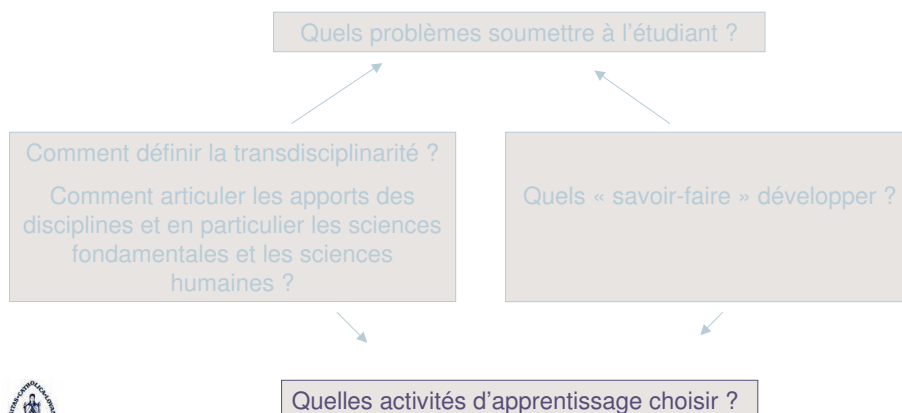 Quels problèmes soumettre à l'étudiant ?
Comment définir la transdisciplinarité ?
Comment articuler les apports des
disciplines et en particulier les sciences
fondamentales et les sciences
humaines ?
Quels « savoir-faire » développer ?
Quelles activités d'apprentissage choisir ?